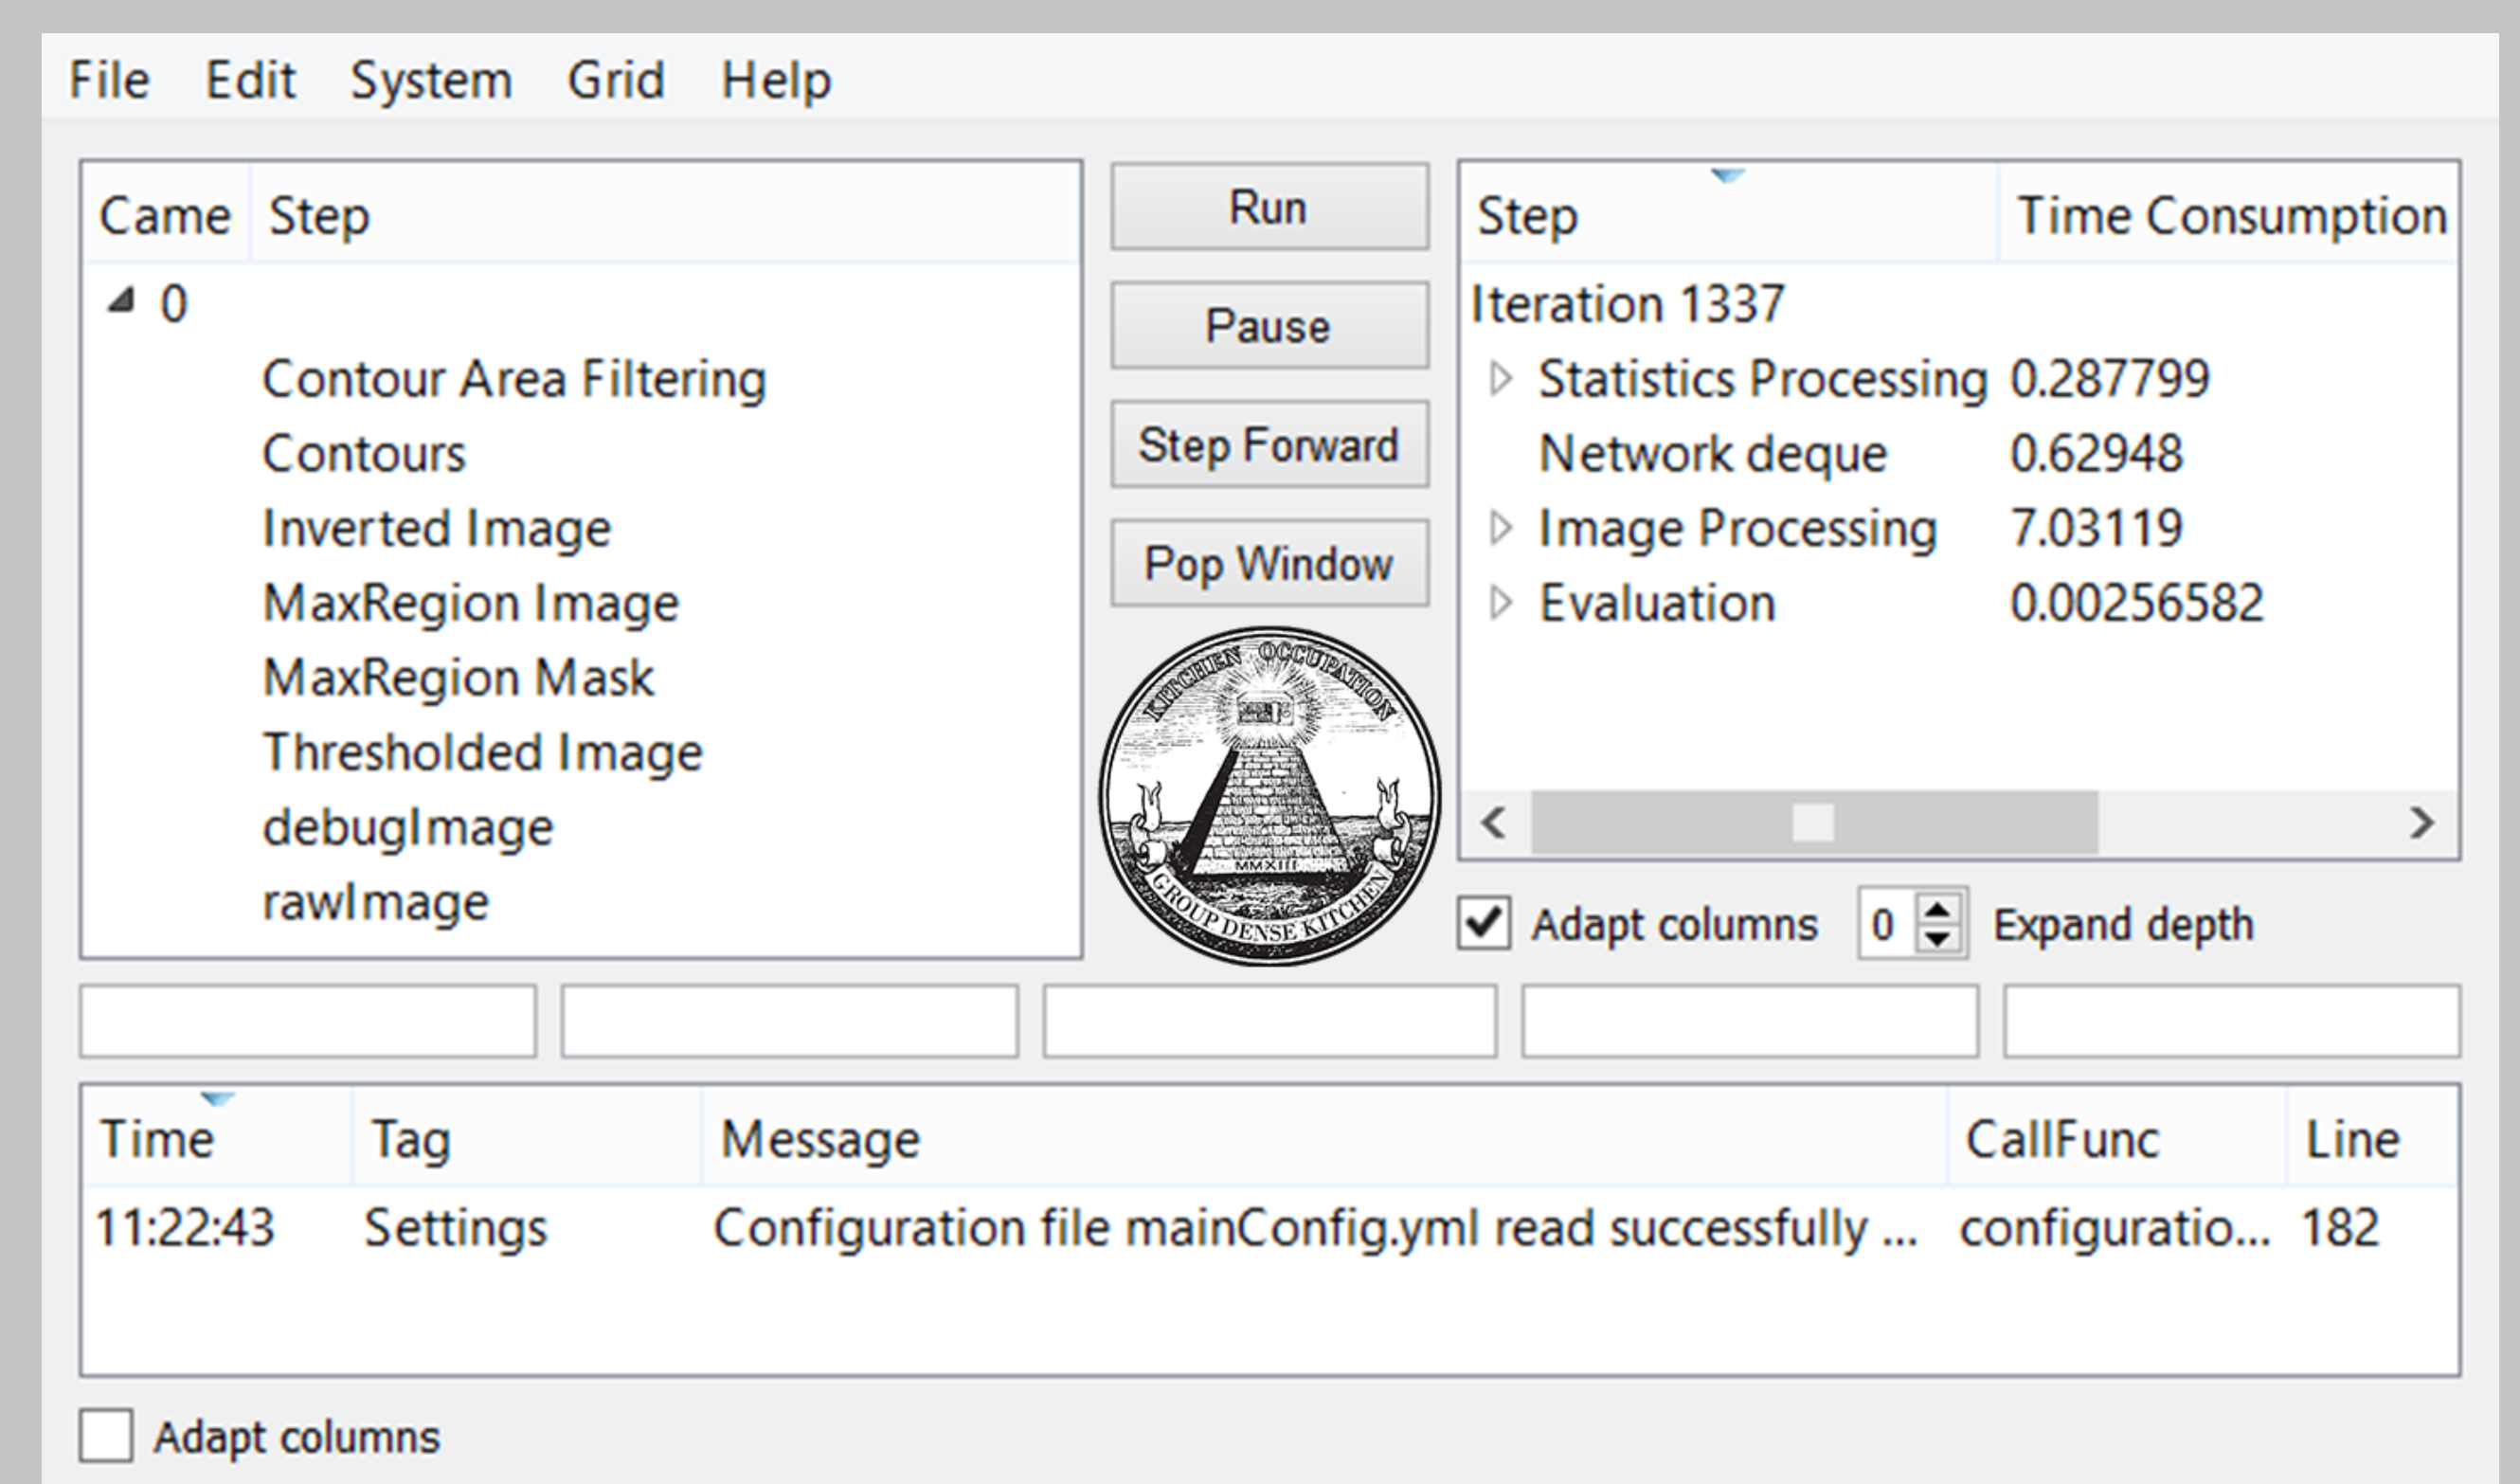 File Edit System Grid Help
Came Step
0
Contour Area Filtering
Contours
Inverted Image
MaxRegion Image
MaxRegion Mask
Thresholded Image
debugImage
rawImage
Run
Pause
Step Forward
Pop Window
KITCHEN OCCUPATION
MMXIII
GROUP DENSE KITCHEN
Step Time Consumption
Iteration 1337
Statistics Processing 0.287799
Network deque 0.62948
Image Processing 7.03119
Evaluation 0.00256582
Adapt columns 0 Expand depth
Time Tag Message CallFunc Line
11:22:43 Settings Configuration file mainConfig.yml read successfully ... configuratio... 182
Adapt columns